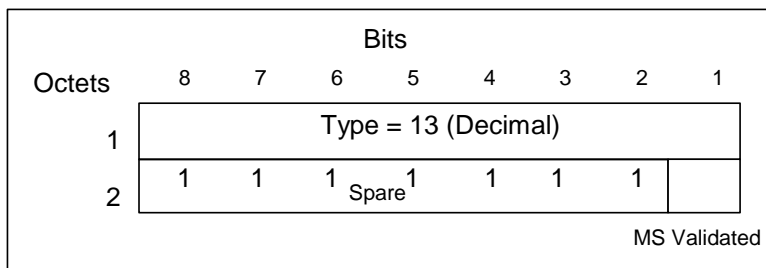 Bits
Octets 8 7 6 5 4 3 2 1
Type = 13 (Decimal)
1
1 1 1 1 1 1 1
2 Spare
MS Validated